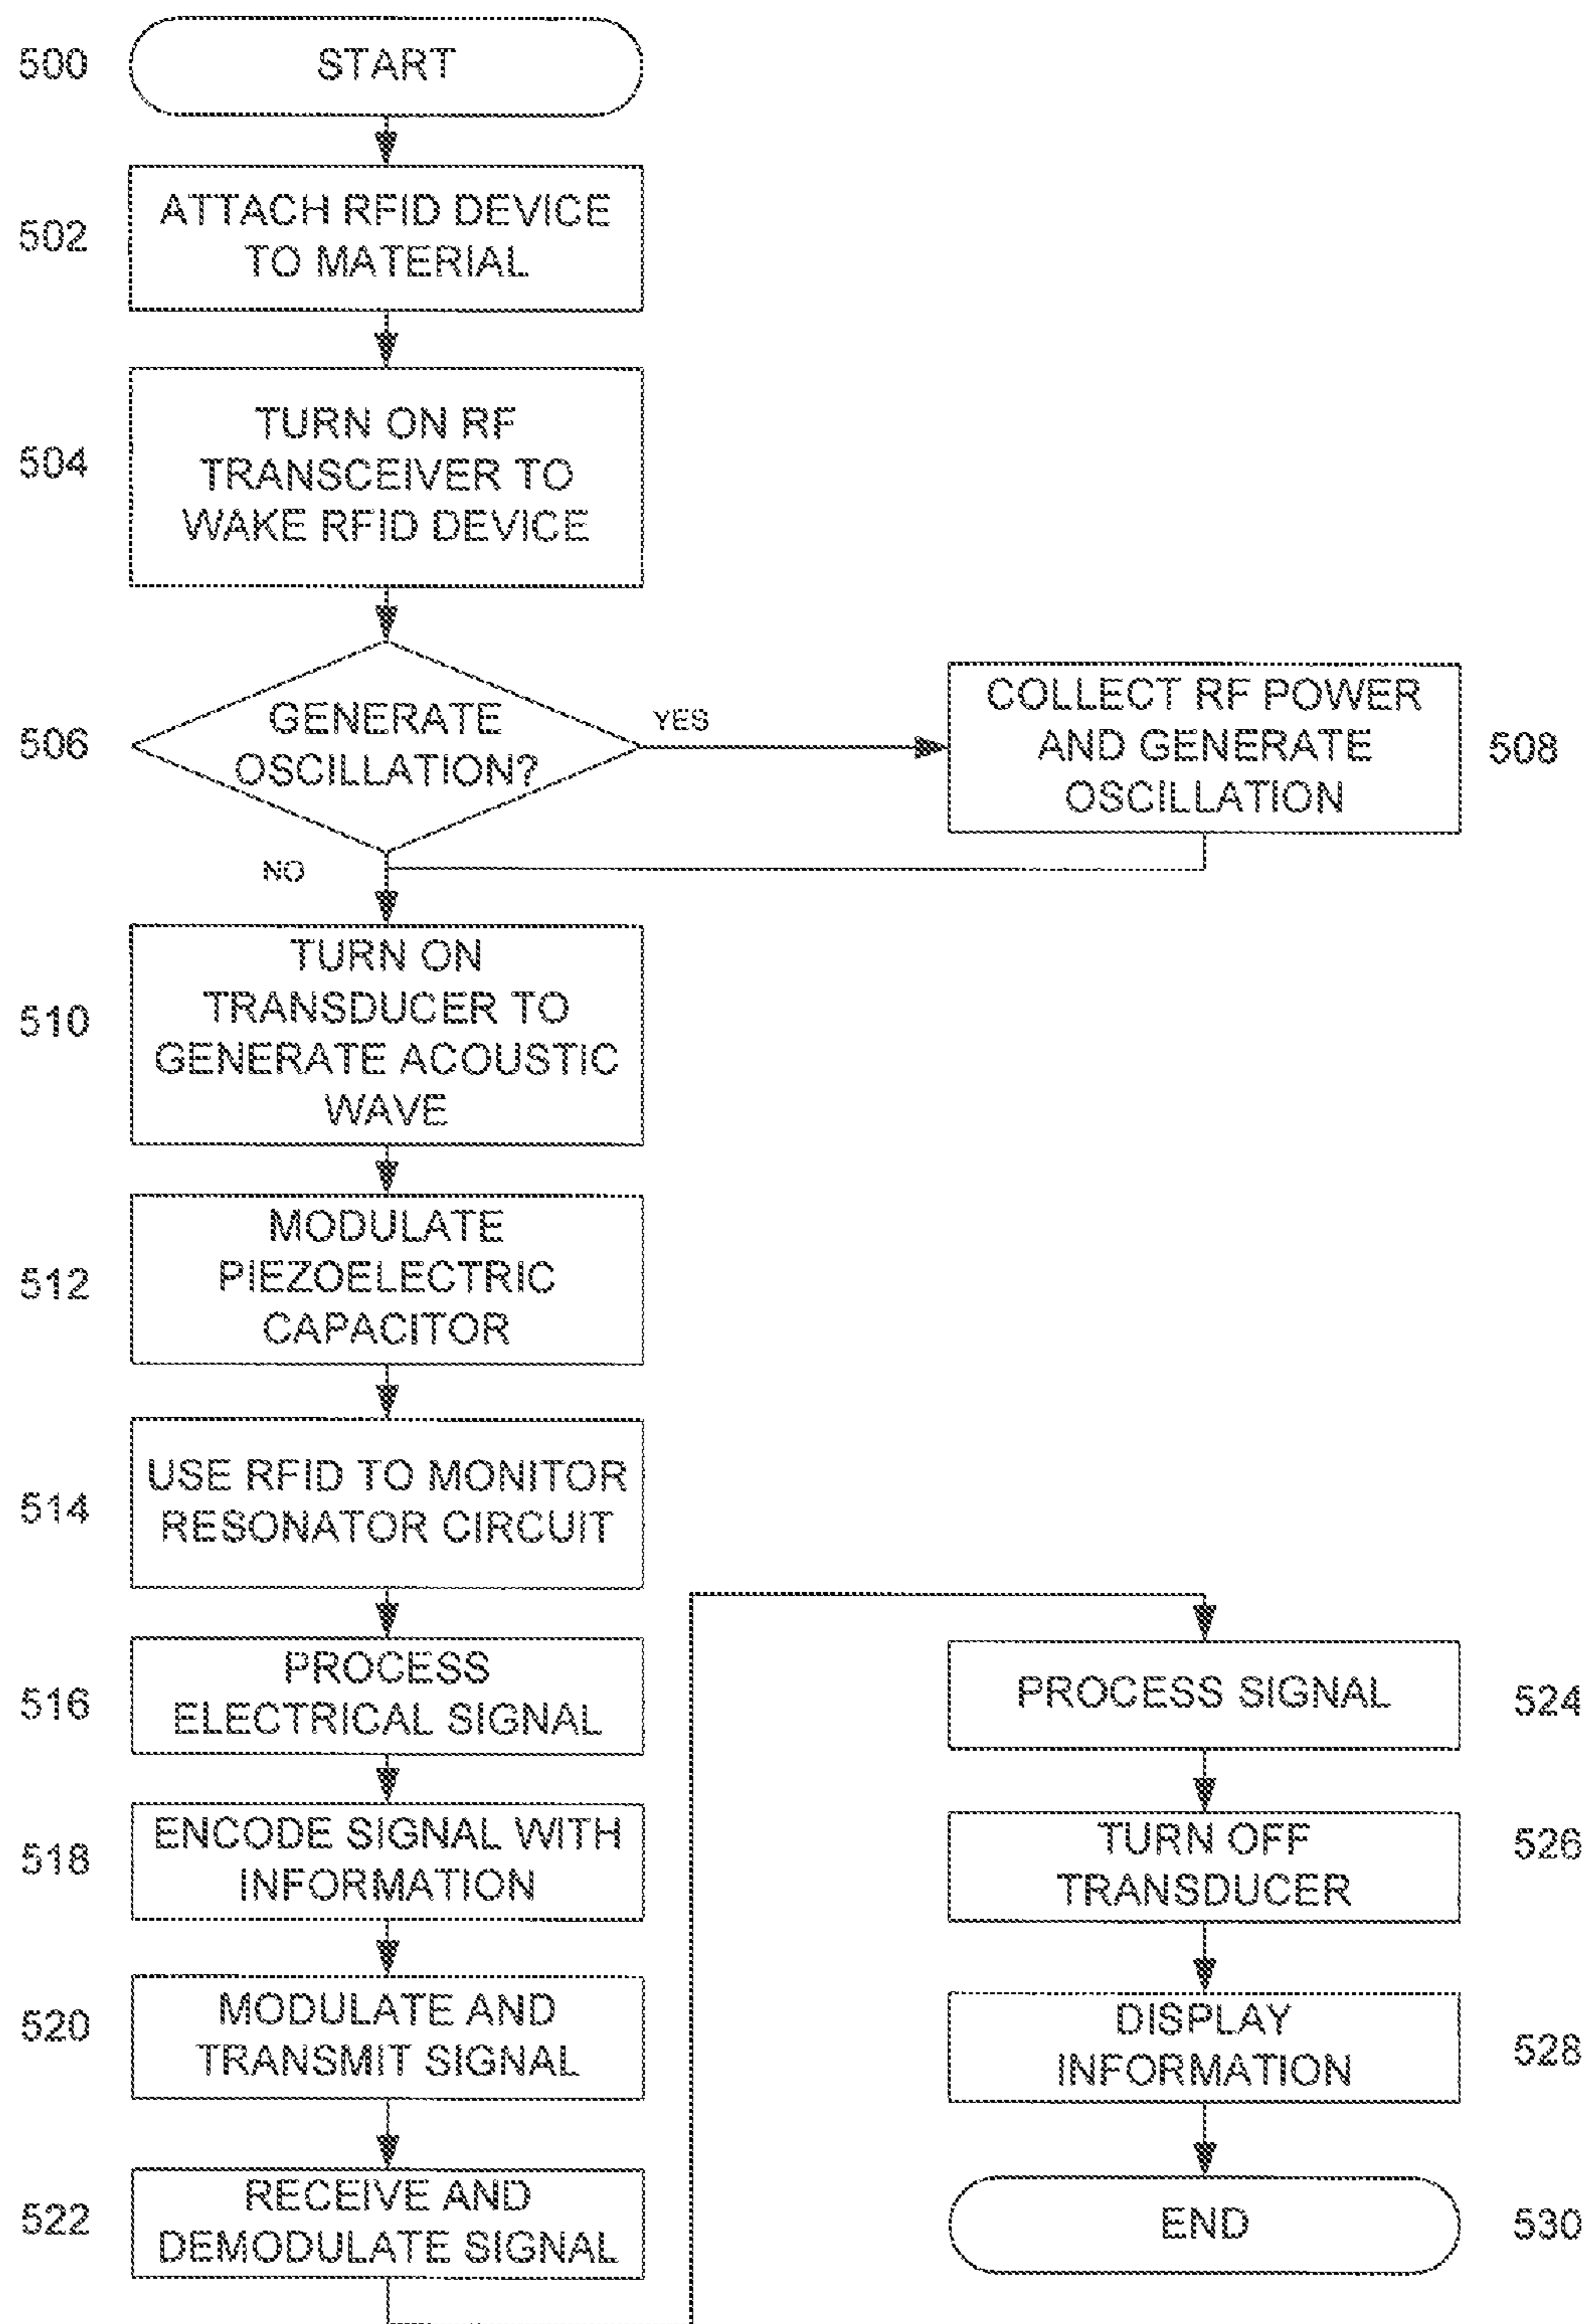 500
START
502
ATTACH RFID DEVICE
TO MATERIAL
504
TURN ON RF
TRANSCEIVER TO
WAKE RFID DEVICE
506
GENERATE
OSCILLATION?
YES
NO
COLLECT RF POWER
AND GENERATE
OSCILLATION
508
510
TURN ON
TRANSDUCER TO
GENERATE ACOUSTIC
WAVE
512
MODULATE
PIEZOELECTRIC
CAPACITOR
514
USE RFID TO MONITOR
RESONATOR CIRCUIT
516
PROCESS
ELECTRICAL SIGNAL
518
ENCODE SIGNAL WITH
INFORMATION
520
MODULATE AND
TRANSMIT SIGNAL
522
RECEIVE AND
DEMODULATE SIGNAL
PROCESS SIGNAL
524
TURN OFF
TRANSDUCER
526
DISPLAY
INFORMATION
528
END
530